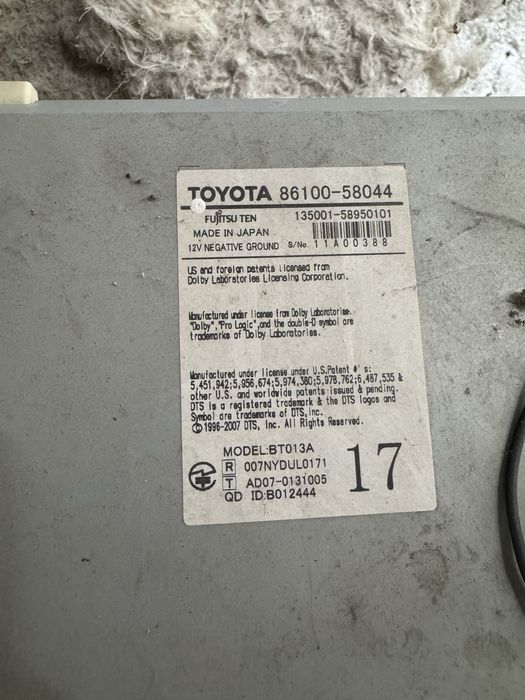 TOYOTA 86100-58044
FUJITSU TEN 135001-58950101
MADE IN JAPAN
12V NEGATIVE GROUND S/No. 11A00388
US and foreign patents licensed from
Dolby Laboratories Licensing Corporation.
Manufactured under license from Dolby Laboratories.
"Dolby","Pro Logic",and the double-D symbol are
trademarks of Dolby Laboratories.
Manufactured under license under U.S.Patent #'s:
5,451,942;5,956,674;5,974,380;5,978,762;6,487,535 &
other U.S. and worldwide patents issued & pending.
DTS is a registered trademark & the DTS logos and
Symbol are trademarks of DTS,Inc.
©1996-2007 DTS, Inc. All Rights Reserved.
MODEL:BT013A
R 007NYDUL0171
T AD07-0131005
QD ID:B012444
17